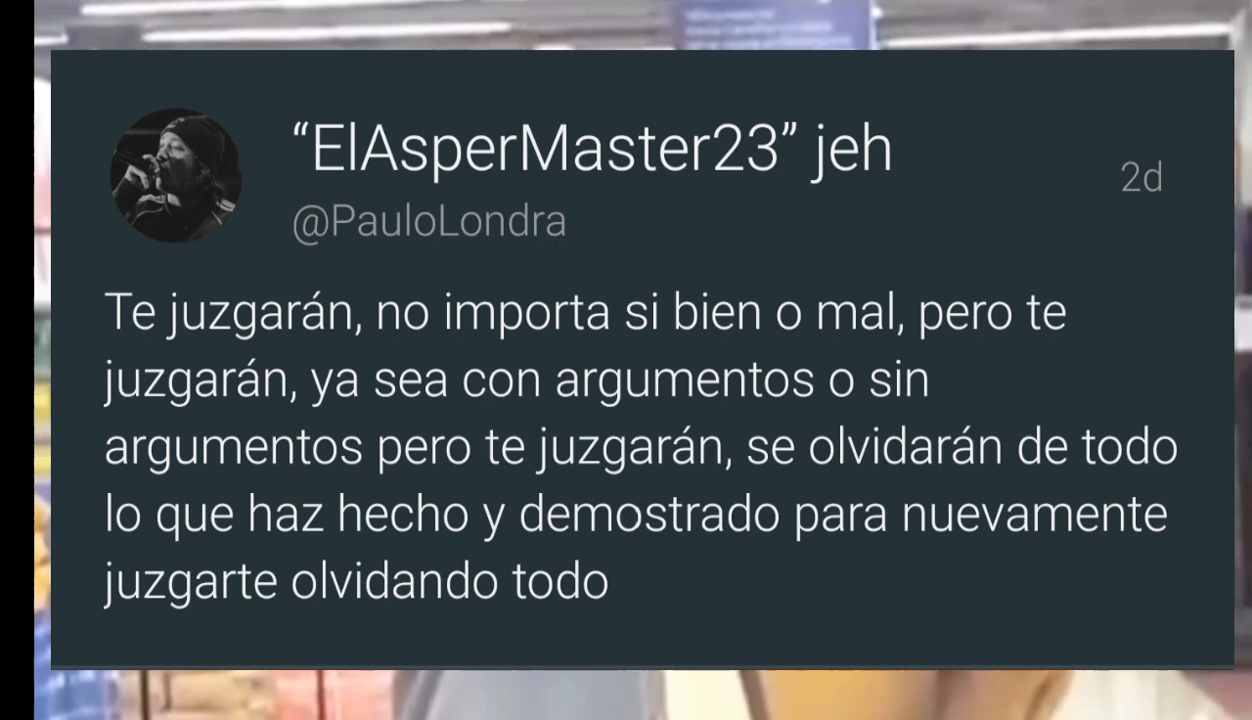 “ElAsperMaster23” jeh
2d
@PauloLondra
Te juzgarán, no importa si bien o mal, pero te
juzgarán, ya sea con argumentos o sin
argumentos pero te juzgarán, se olvidarán de todo
lo que haz hecho y demostrado para nuevamente
juzgarte olvidando todo